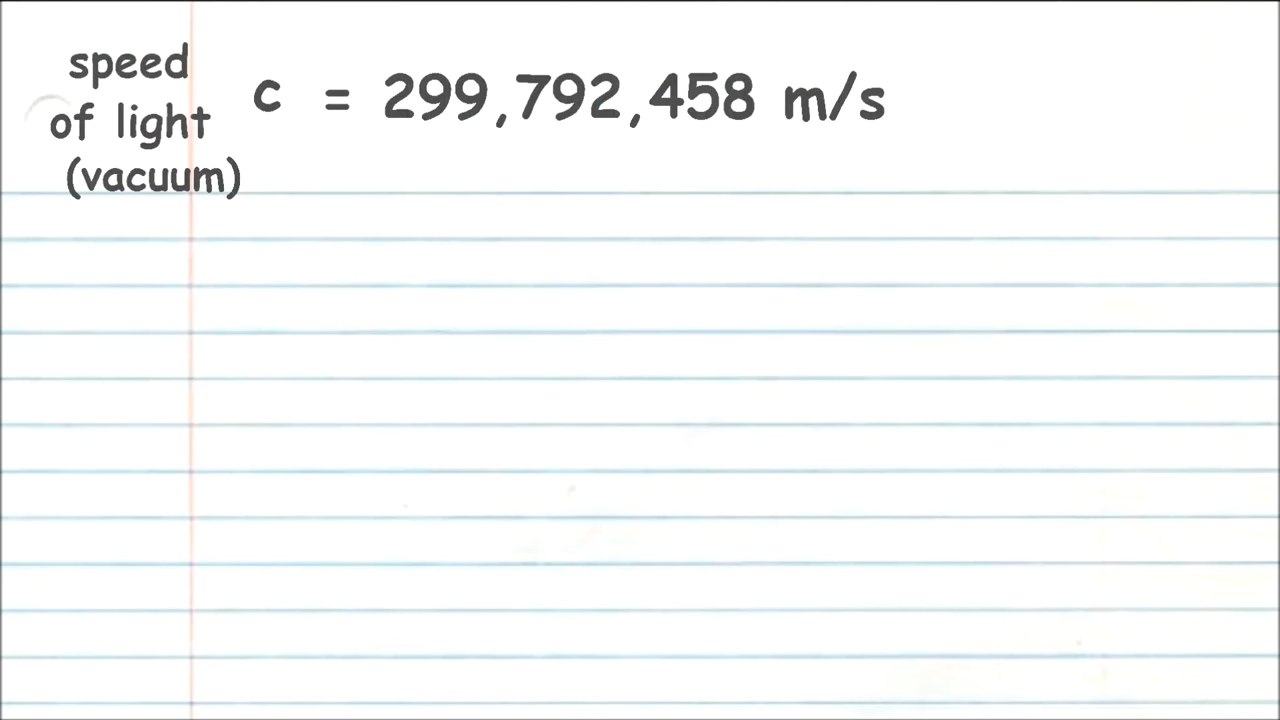 speed
of light
(vacuum)
c = 299,792,458 m/s